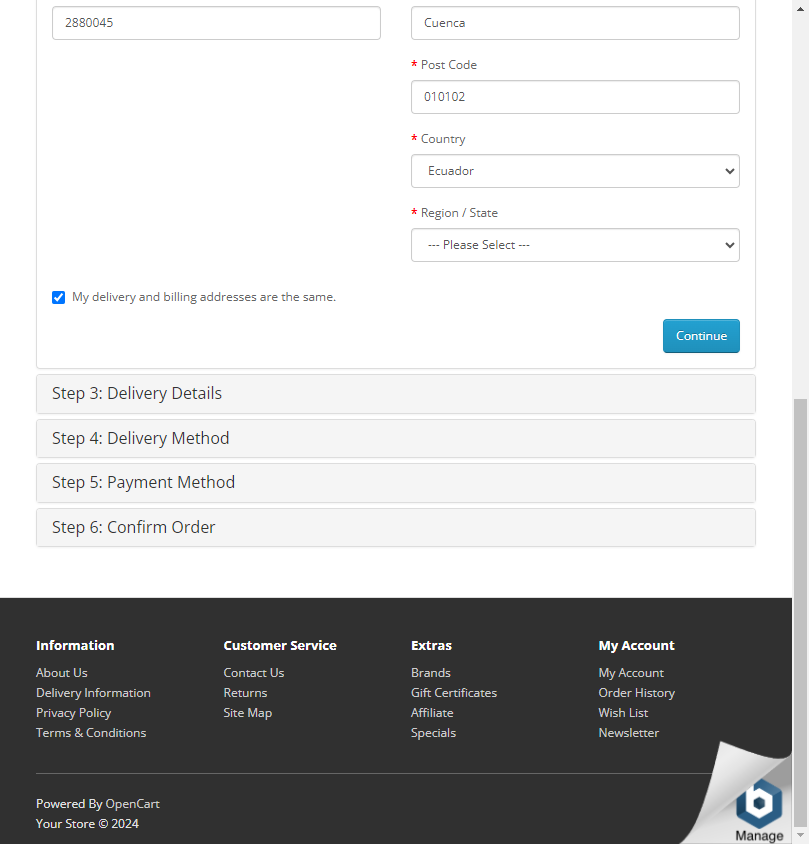 2880045
Cuenca
* Post Code
010102
* Country
Ecuador
* Region / State
--- Please Select ---
My delivery and billing addresses are the same.
Continue
Step 3: Delivery Details
Step 4: Delivery Method
Step 5: Payment Method
Step 6: Confirm Order
Information
About Us
Delivery Information
Privacy Policy
Terms & Conditions
Customer Service
Contact Us
Returns
Site Map
Extras
Brands
Gift Certificates
Affiliate
Specials
My Account
My Account
Order History
Wish List
Newsletter
Powered By OpenCart
Your Store © 2024
b
Manage